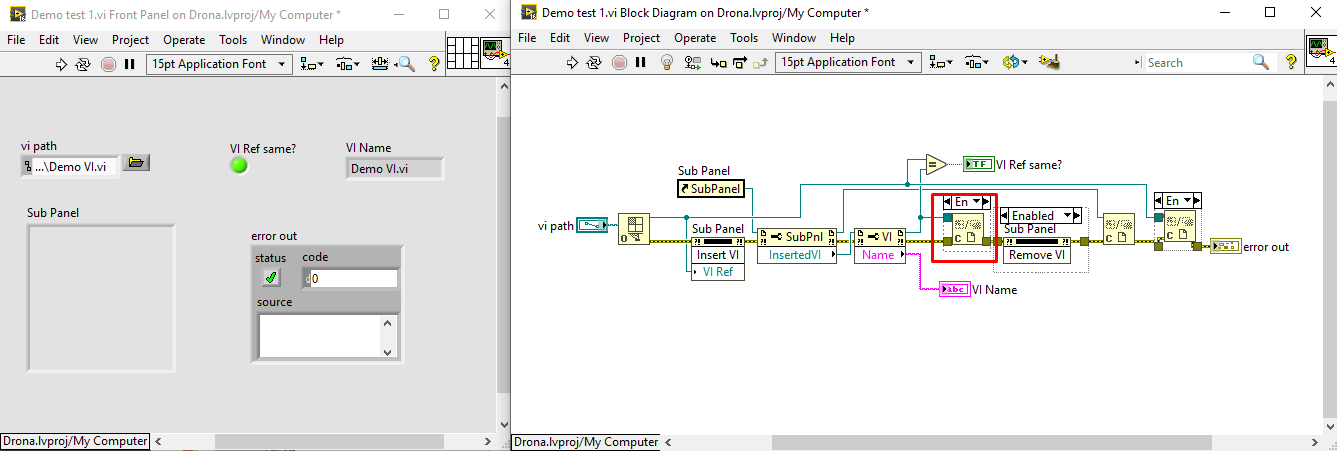 Demo test 1.vi Front Panel on Drona.lvproj/My Computer *
File Edit View Project Operate Tools Window Help
15pt Application Font
4
vi path
...\Demo VI.vi
VI Ref same?
VI Name
Demo VI.vi
Sub Panel
error out
status
code
0
source
Drona.lvproj/My Computer
Demo test 1.vi Block Diagram on Drona.lvproj/My Computer *
File Edit View Project Operate Tools Window Help
15pt Application Font
Search
4
Sub Panel
SubPanel
=
TF
VI Ref same?
En
En
Enabled
vi path
O
Sub Panel
Insert VI
VI Ref
SubPnl
InsertedVI
VI
Name
C
Sub Panel
Remove VI
C
C
error out
abc
VI Name
Drona.lvproj/My Computer